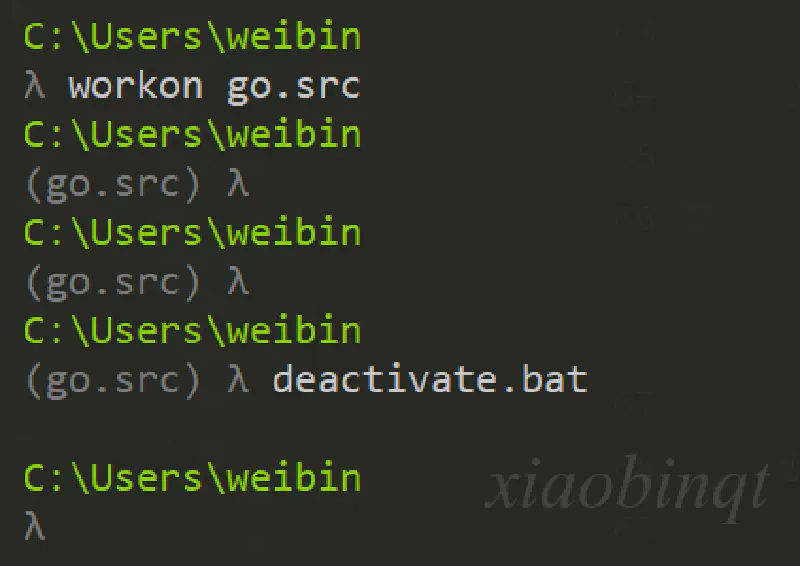 C:\Users\weibin
λ workon go.src
C:\Users\weibin
(go.src) λ
C:\Users\weibin
(go.src) λ
C:\Users\weibin
(go.src) λ deactivate.bat
C:\Users\weibin
λ
xiaobinqt